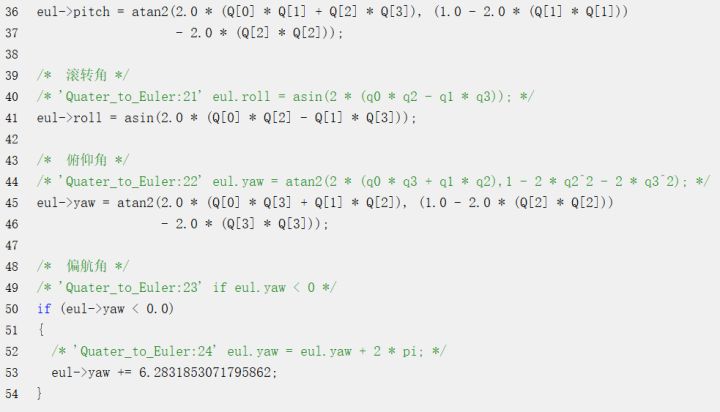 36 eul->pitch = atan2(2.0 * (Q[0] * Q[1] + Q[2] * Q[3]), (1.0 - 2.0 * (Q[1] * Q[1]))
37 - 2.0 * (Q[2] * Q[2]));
38
39 /* 滚转角 */
40 /* 'Quater_to_Euler:21' eul.roll = asin(2 * (q0 * q2 - q1 * q3)); */
41 eul->roll = asin(2.0 * (Q[0] * Q[2] - Q[1] * Q[3]));
42
43 /* 俯仰角 */
44 /* 'Quater_to_Euler:22' eul.yaw = atan2(2 * (q0 * q3 + q1 * q2),1 - 2 * q2^2 - 2 * q3^2); */
45 eul->yaw = atan2(2.0 * (Q[0] * Q[3] + Q[1] * Q[2]), (1.0 - 2.0 * (Q[2] * Q[2]))
46 - 2.0 * (Q[3] * Q[3]));
47
48 /* 偏航角 */
49 /* 'Quater_to_Euler:23' if eul.yaw < 0 */
50 if (eul->yaw < 0.0)
51 {
52 /* 'Quater_to_Euler:24' eul.yaw = eul.yaw + 2 * pi; */
53 eul->yaw += 6.2831853071795862;
54 }